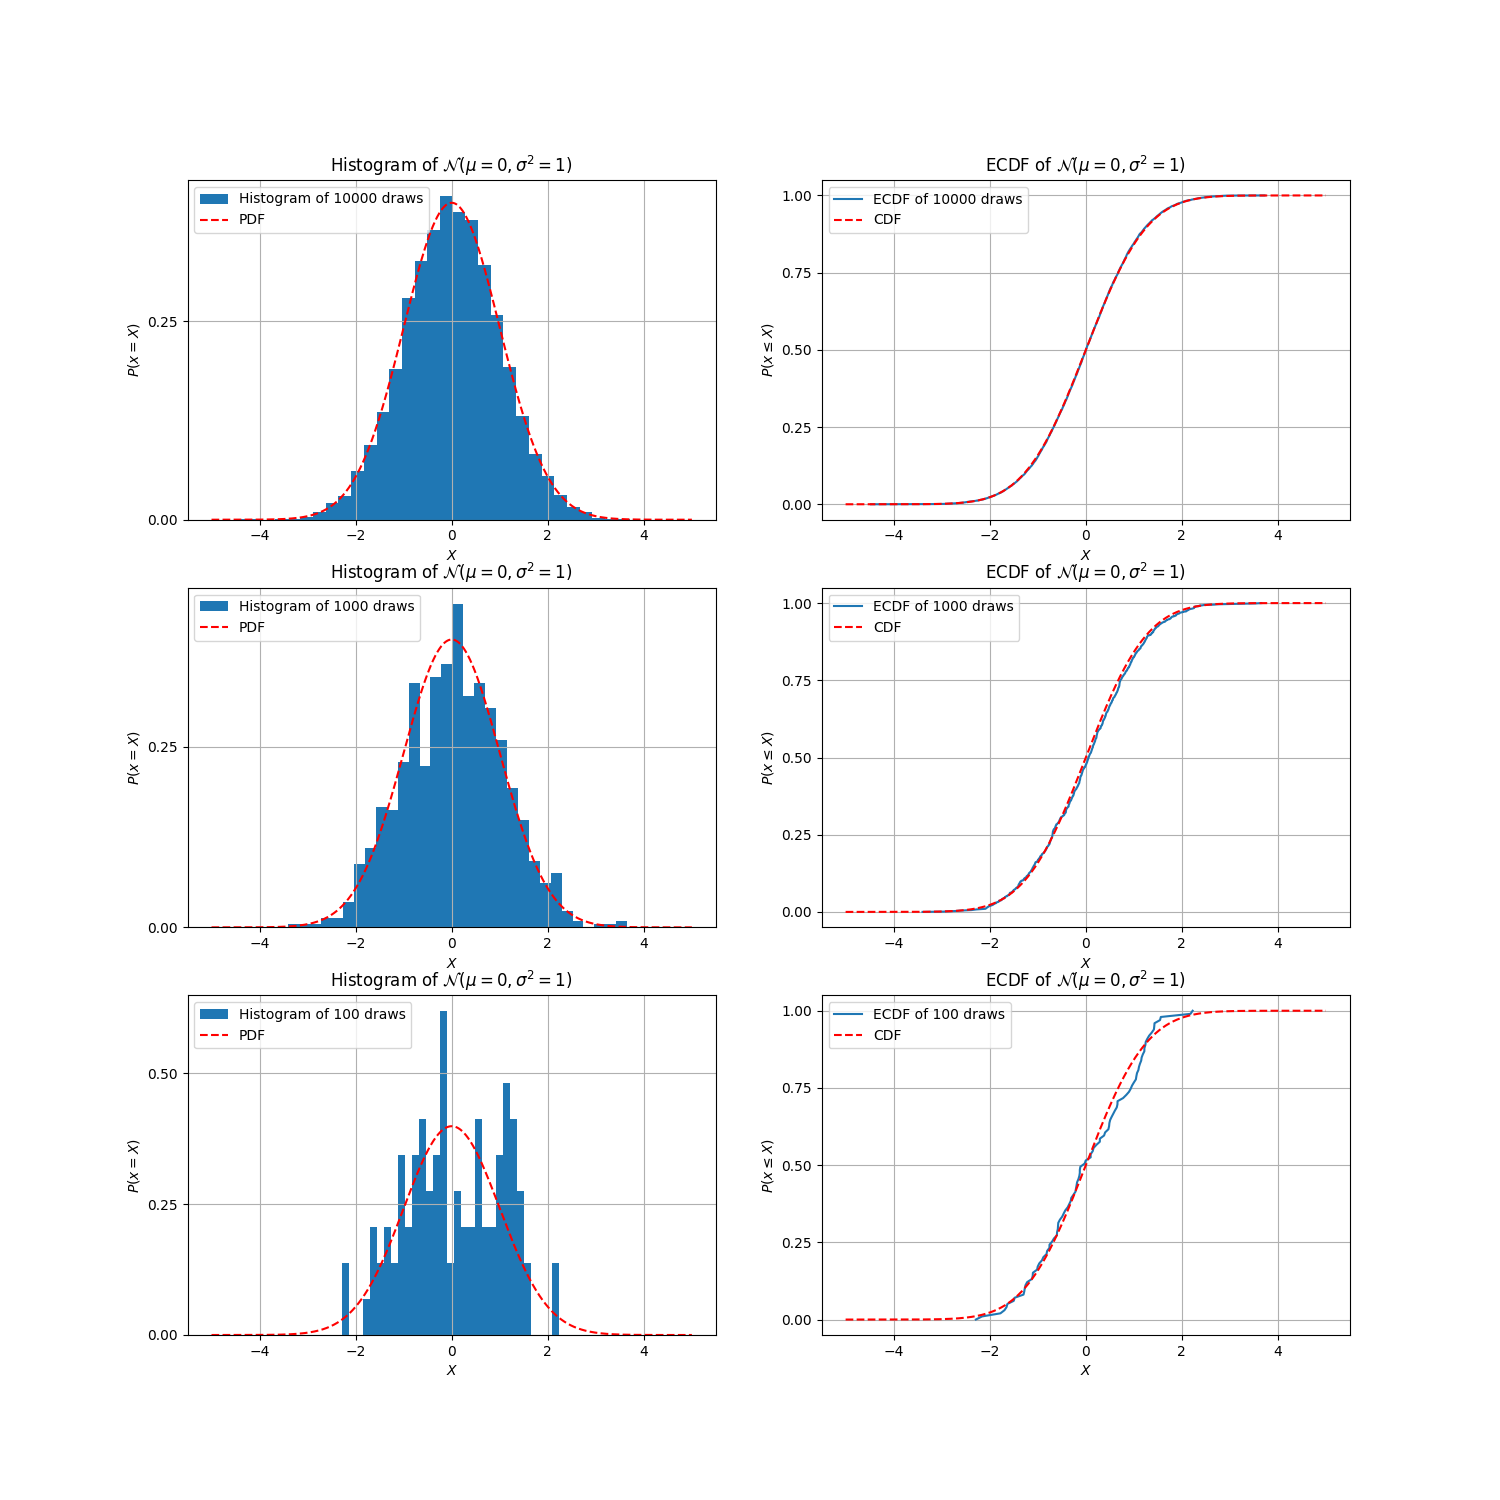 Histogram of 𝒩(μ = 0, σ² = 1)
Histogram of 10000 draws
PDF
P(x = X)
0.25
0.00
−4 −2 0 2 4
X
ECDF of 𝒩(μ = 0, σ² = 1)
ECDF of 10000 draws
CDF
P(x ≤ X)
1.00
0.75
0.50
0.25
0.00
−4 −2 0 2 4
X
Histogram of 𝒩(μ = 0, σ² = 1)
Histogram of 1000 draws
PDF
P(x = X)
0.25
0.00
−4 −2 0 2 4
X
ECDF of 𝒩(μ = 0, σ² = 1)
ECDF of 1000 draws
CDF
P(x ≤ X)
1.00
0.75
0.50
0.25
0.00
−4 −2 0 2 4
X
Histogram of 𝒩(μ = 0, σ² = 1)
Histogram of 100 draws
PDF
P(x = X)
0.50
0.25
0.00
−4 −2 0 2 4
X
ECDF of 𝒩(μ = 0, σ² = 1)
ECDF of 100 draws
CDF
P(x ≤ X)
1.00
0.75
0.50
0.25
0.00
−4 −2 0 2 4
X